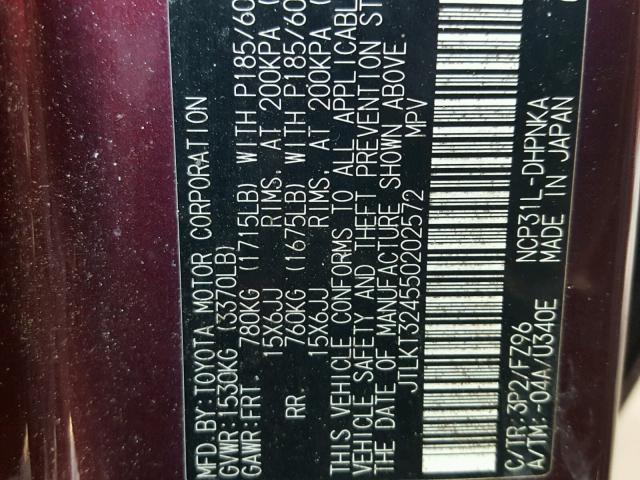 MFD.BY:TOYOTA MOTOR CORPORATION
GVWR:1530KG (3370LB)
GAWR:FRT. 780KG (1715LB) WITH P185/60
15X6JJ RIMS, AT 200KPA (
RR. 760KG (1675LB) WITH P185/60
15X6JJ RIMS, AT 200KPA (
THIS VEHICLE CONFORMS TO ALL APPLICABLE
VEHICLE SAFETY AND THEFT PREVENTION ST
THE DATE OF MANUFACTURE SHOWN ABOVE.
JTLKT324550202572 MPV
C/TR: 3P2/FZ96 NCP31L-DHPNKA
A/TM: -04A/U340E MADE IN JAPAN